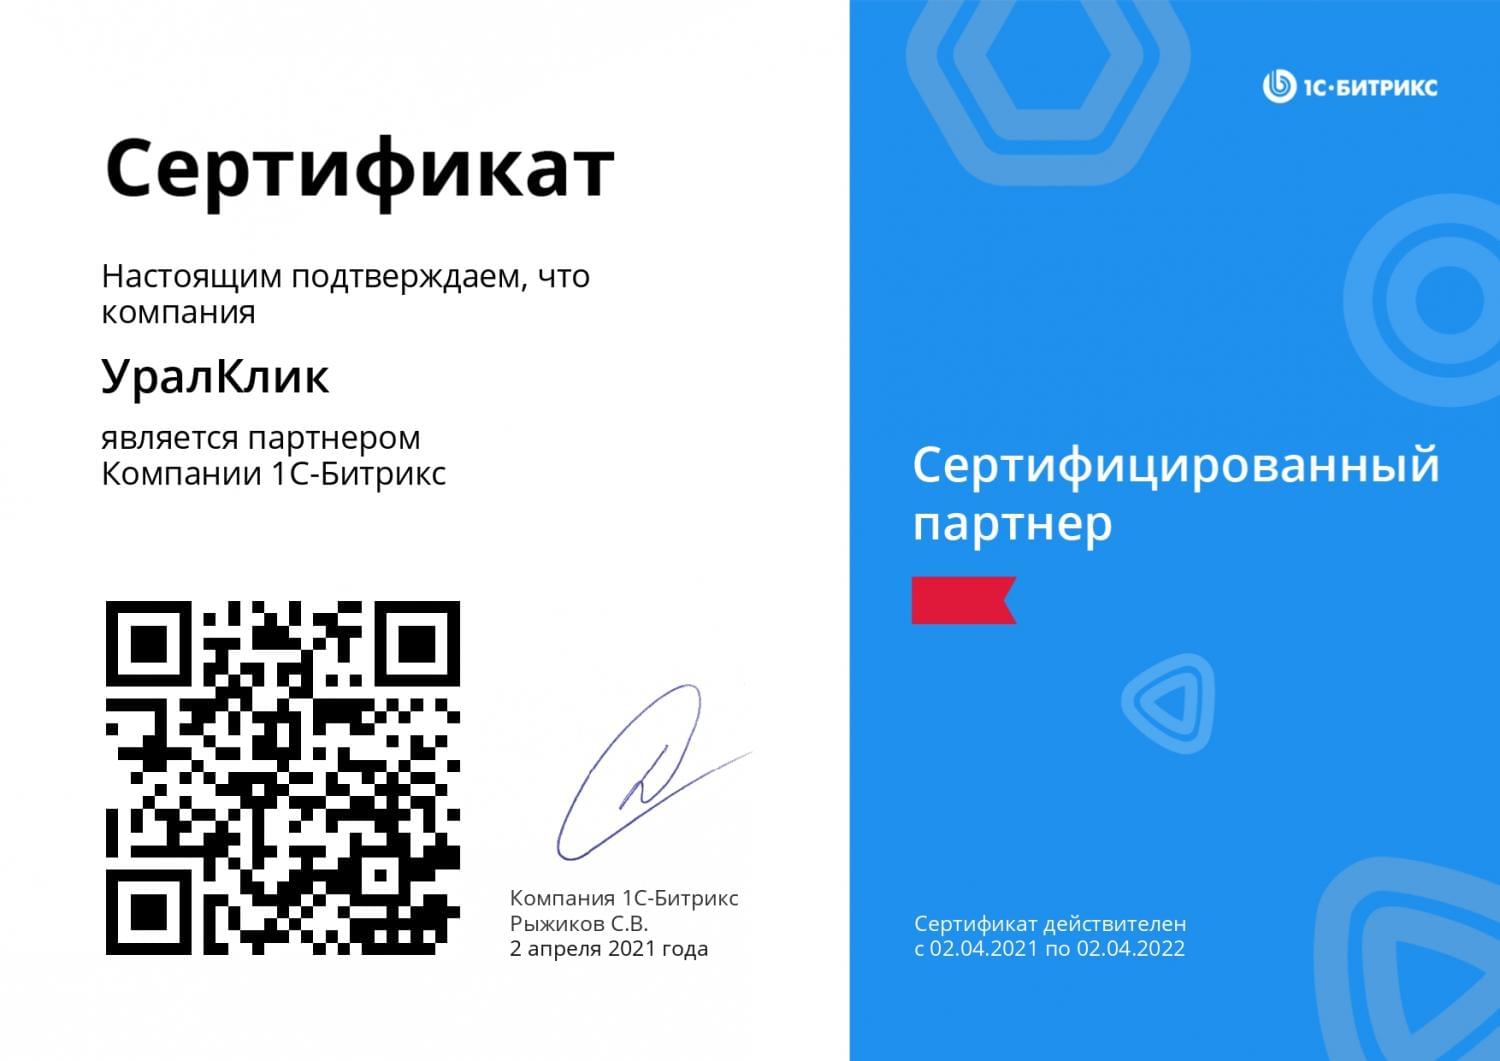 Сертификат
Настоящим подтверждаем, что
компания
УралКлик
является партнером
Компании 1С-Битрикс
Компания 1С-Битрикс
Рыжиков С.В.
2 апреля 2021 года
1С·БИТРИКС
Сертифицированный
партнер
Сертификат действителен
с 02.04.2021 по 02.04.2022